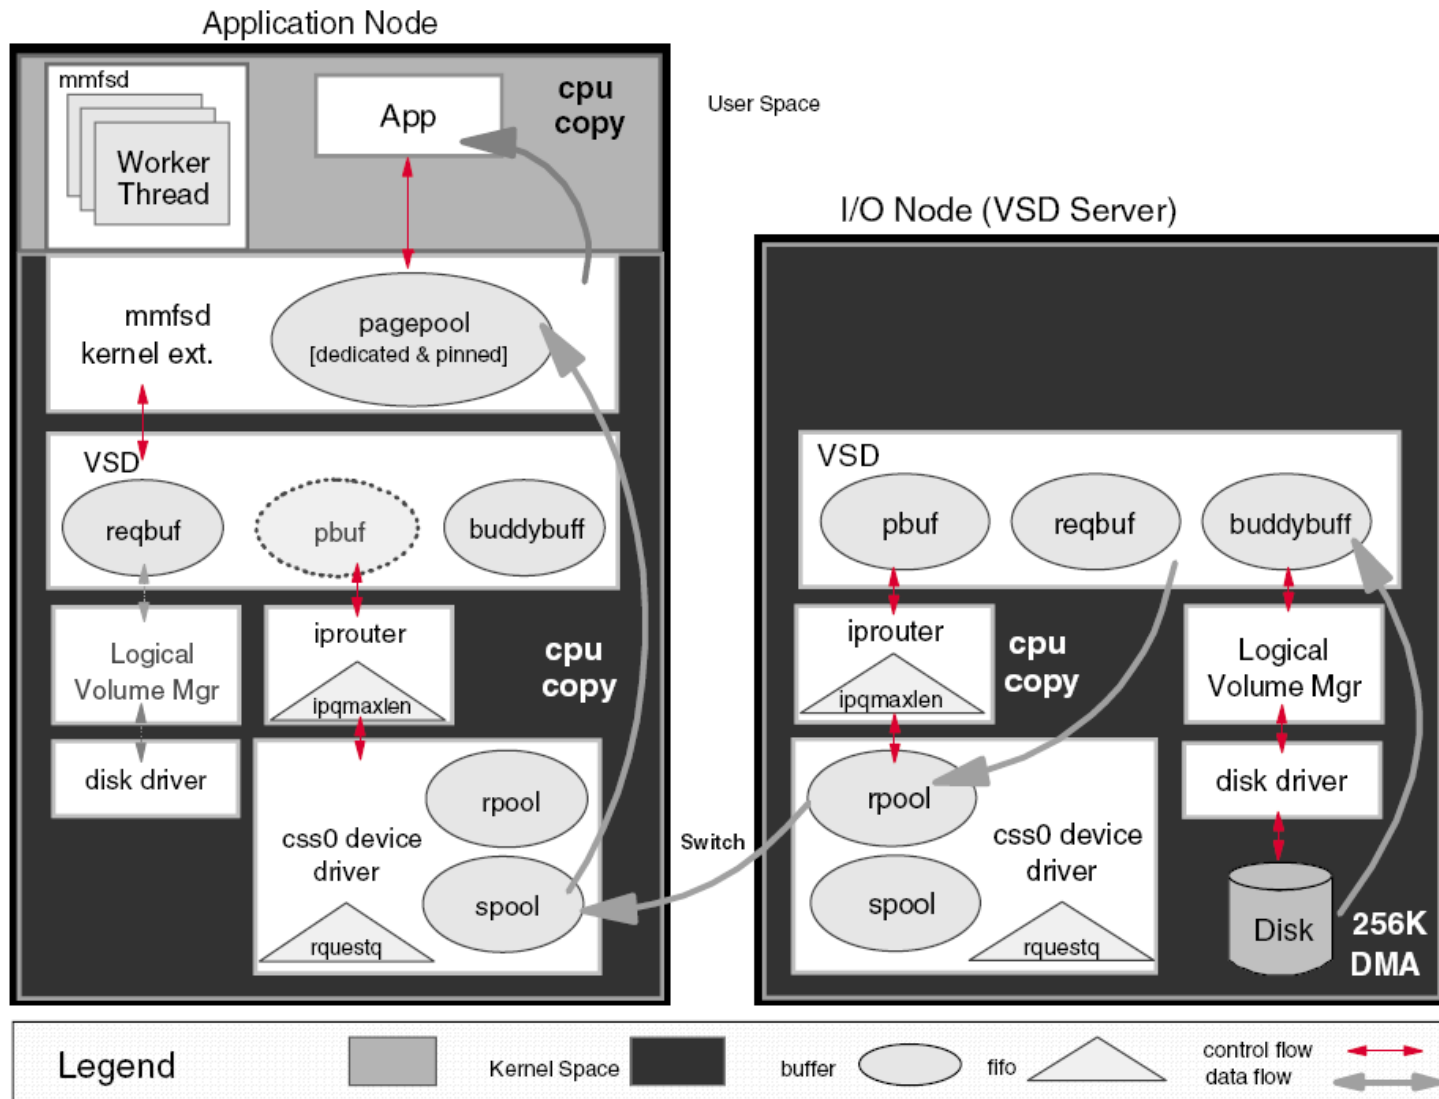 Application Node
mmfsd
Worker
Thread
App
cpu
copy
User Space
mmfsd
kernel ext.
pagepool
[dedicated & pinned]
VSD
reqbuf
pbuf
buddybuff
Logical
Volume Mgr
iprouter
ipqmaxlen
cpu
copy
disk driver
rpool
css0 device
driver
spool
rquestq
Switch
I/O Node (VSD Server)
VSD
pbuf
reqbuf
buddybuff
iprouter
ipqmaxlen
cpu
copy
Logical
Volume Mgr
disk driver
rpool
css0 device
driver
spool
rquestq
Disk
256K
DMA
Legend
Kernel Space
buffer
fifo
control flow
data flow